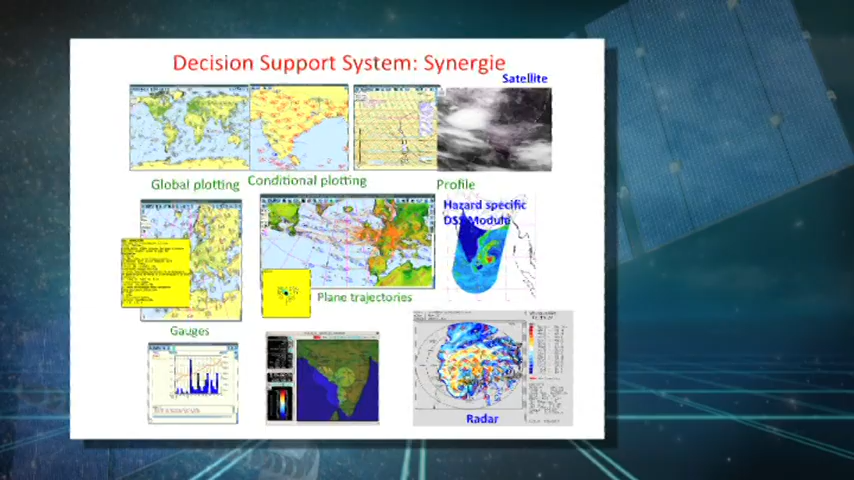 Decision Support System: Synergie
Satellite
Global plotting
Conditional plotting
Profile
Hazard specific
DSS Module
Plane trajectories
Gauges
Radar